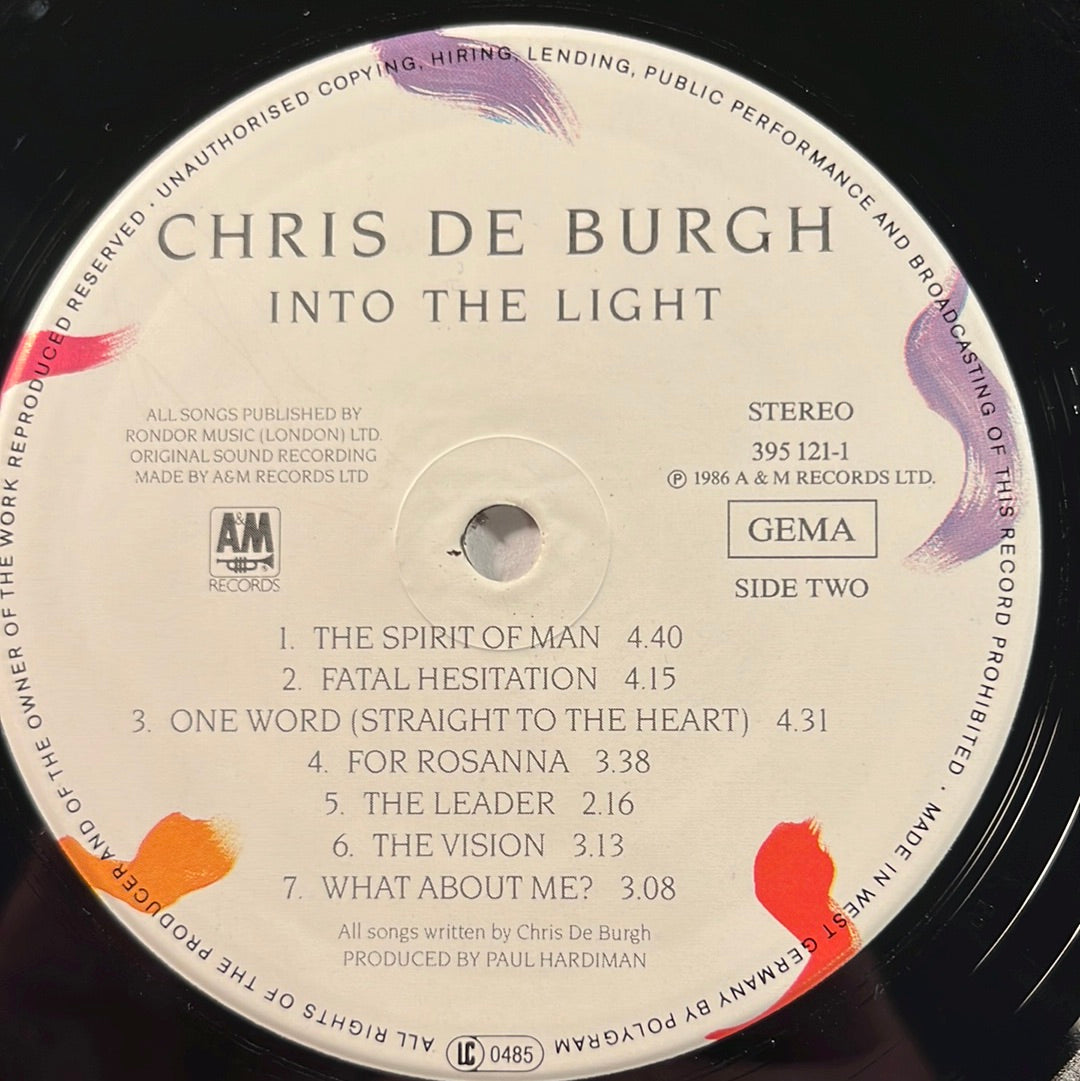 ALL RIGHTS OF THE PRODUCER AND OF THE OWNER OF THE WORK REPRODUCED RESERVED · UNAUTHORISED COPYING, HIRING, LENDING, PUBLIC PERFORMANCE AND BROADCASTING OF THIS RECORD PROHIBITED · MADE IN WEST GERMANY BY POLYGRAM
CHRIS DE BURGH
INTO THE LIGHT
ALL SONGS PUBLISHED BY
RONDOR MUSIC (LONDON) LTD.
ORIGINAL SOUND RECORDING
MADE BY A&M RECORDS LTD
A&M
RECORDS
STEREO
395 121-1
℗ 1986 A & M RECORDS LTD.
GEMA
SIDE TWO
1. THE SPIRIT OF MAN 4.40
2. FATAL HESITATION 4.15
3. ONE WORD (STRAIGHT TO THE HEART) 4.31
4. FOR ROSANNA 3.38
5. THE LEADER 2.16
6. THE VISION 3.13
7. WHAT ABOUT ME? 3.08
All songs written by Chris De Burgh
PRODUCED BY PAUL HARDIMAN
LC 0485